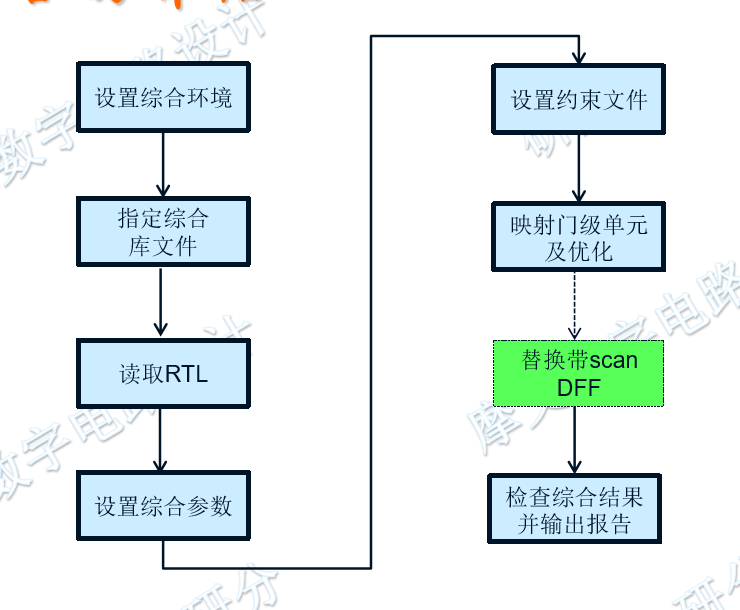 设置综合环境
指定综合
库文件
读取RTL
设置综合参数
设置约束文件
映射门级单元
及优化
替换带scan
DFF
检查综合结果
并输出报告